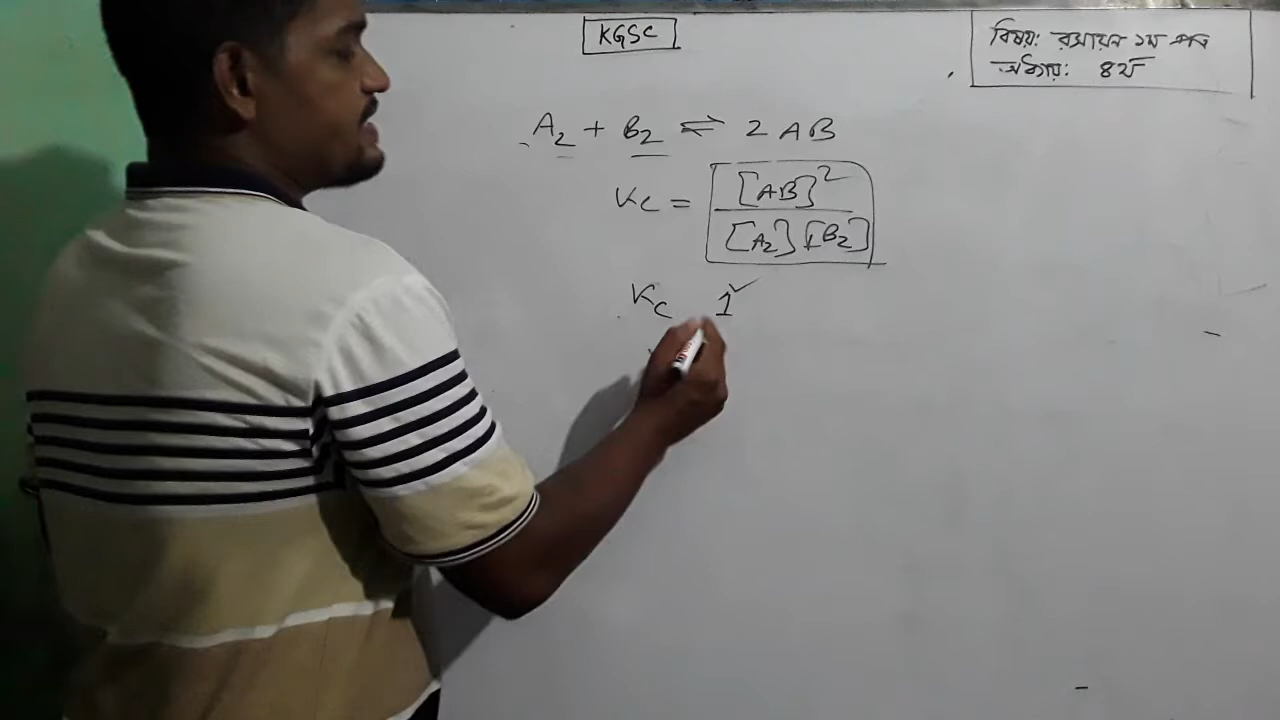 KGSC
বিষয়: রসায়ন ১ম পত্র
অধ্যায়: ৪র্থ
A₂ + B₂ ⇌ 2AB
Kc = [AB]² / [A₂][B₂]
Kc 1